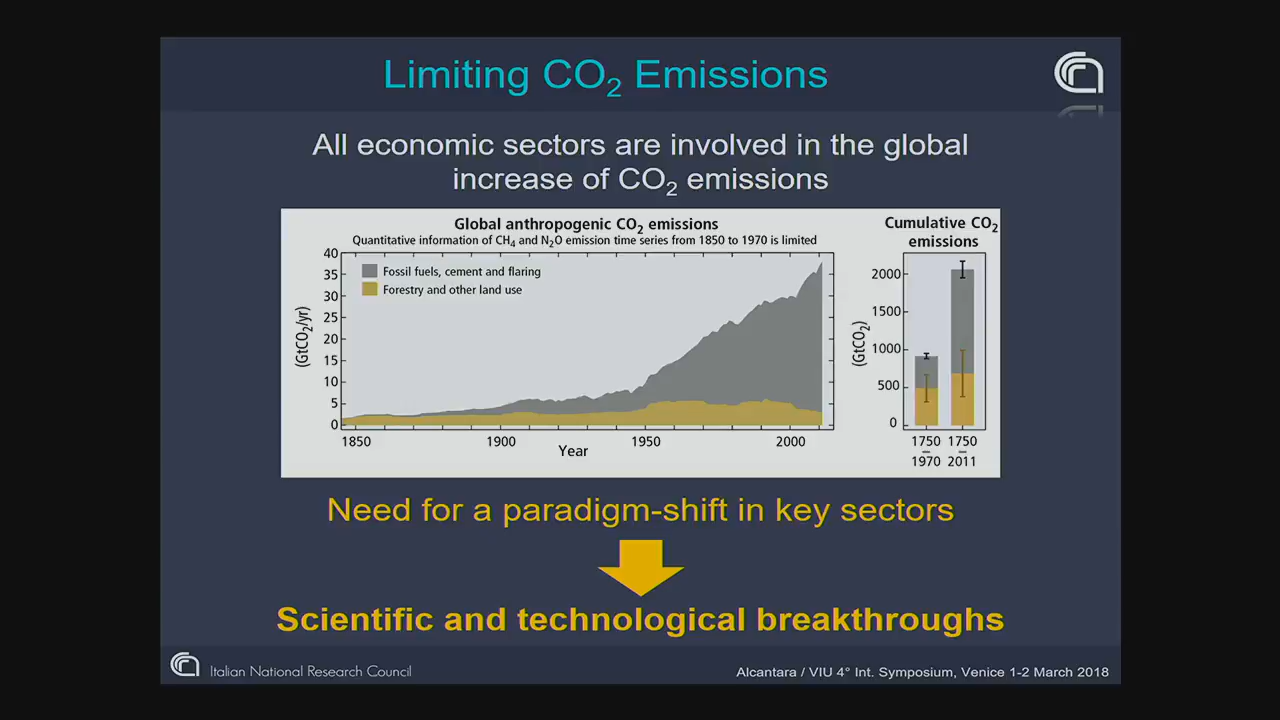 Limiting CO₂ Emissions
All economic sectors are involved in the global
increase of CO₂ emissions
Global anthropogenic CO₂ emissions
Quantitative information of CH₄ and N₂O emission time series from 1850 to 1970 is limited
40
35
30
25
20
15
10
5
0
(GtCO₂/yr)
Fossil fuels, cement and flaring
Forestry and other land use
1850
1900
1950
2000
Year
Cumulative CO₂
emissions
2000
1500
1000
500
0
(GtCO₂)
1750 1750
– –
1970 2011
Need for a paradigm-shift in key sectors
Scientific and technological breakthroughs
Italian National Research Council
Alcantara / VIU 4° Int. Symposium, Venice 1-2 March 2018